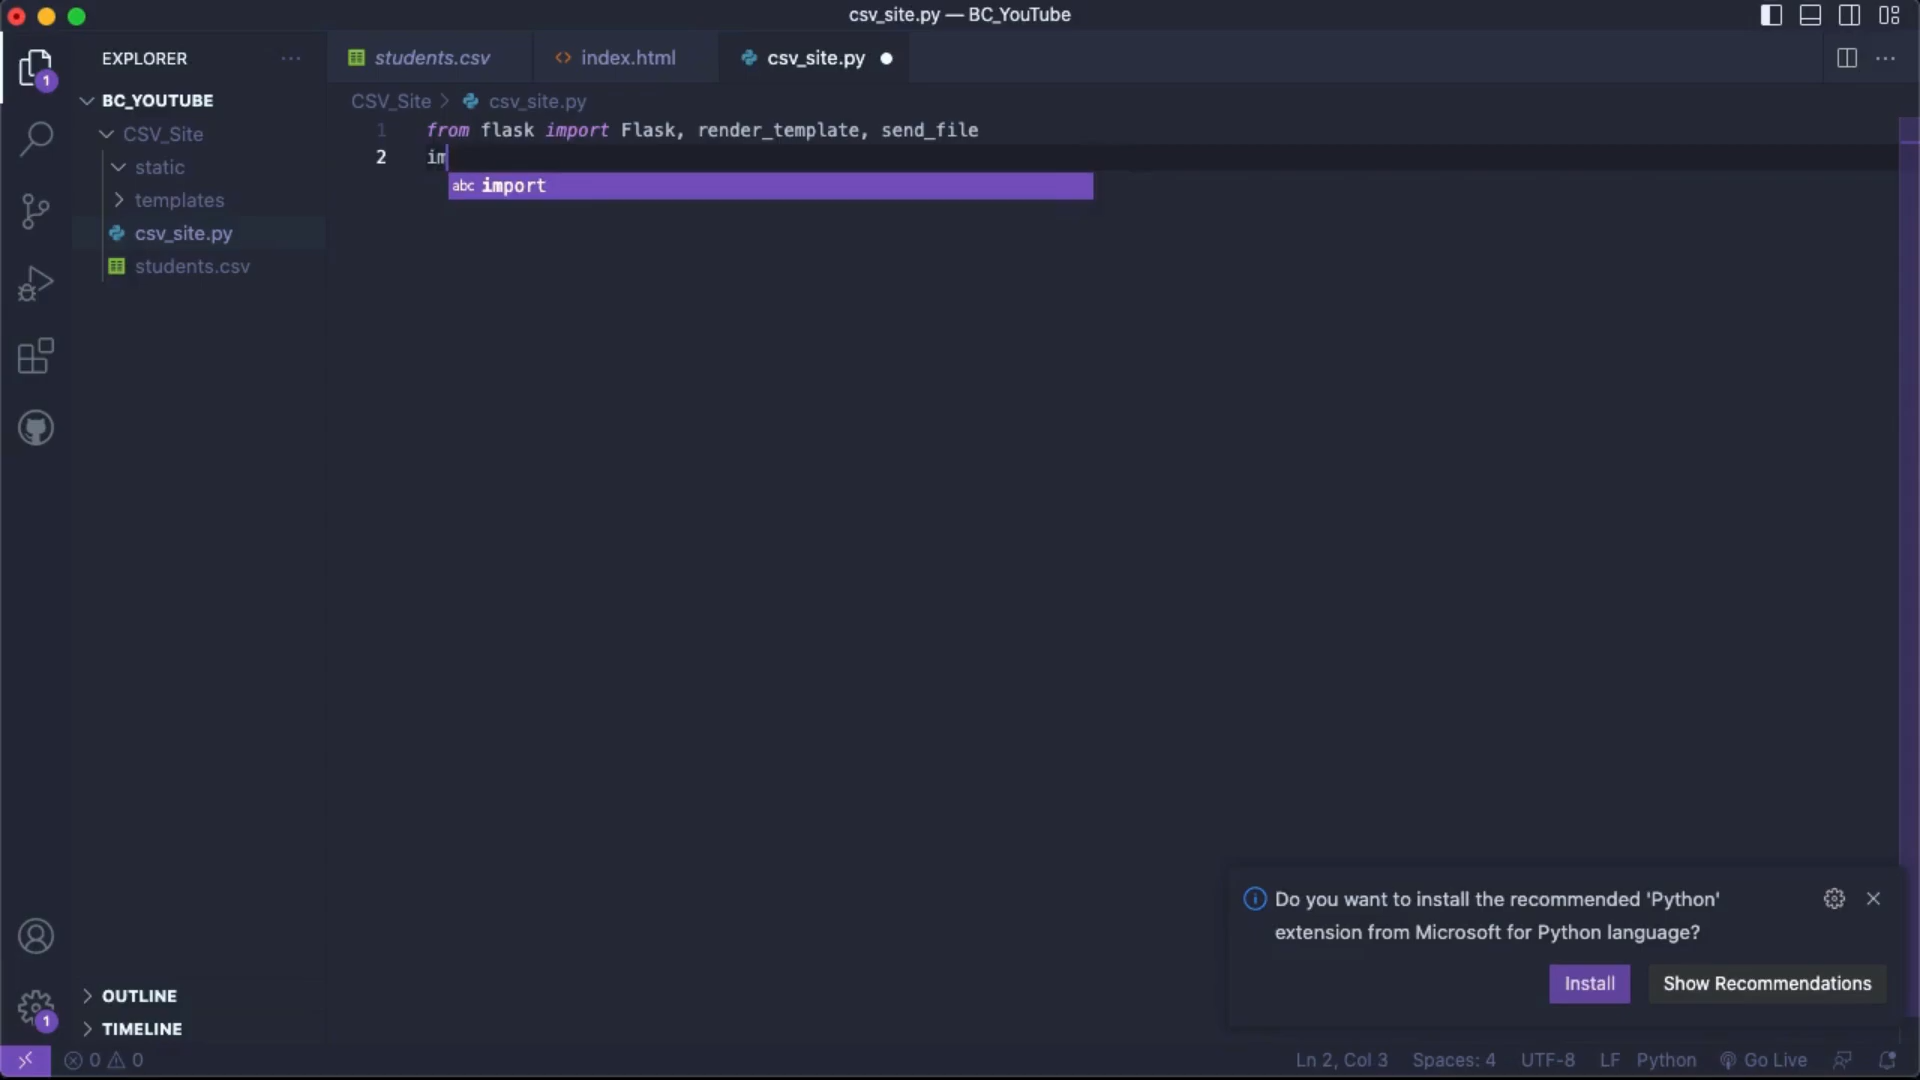 csv_site.py — BC_YouTube
EXPLORER
students.csv
index.html
csv_site.py
1
BC_YOUTUBE
CSV_Site > csv_site.py
CSV_Site
static
templates
csv_site.py
students.csv
1 from flask import Flask, render_template, send_file
2 im
abc import
Do you want to install the recommended 'Python'
extension from Microsoft for Python language?
Install
Show Recommendations
OUTLINE
1
TIMELINE
0 0
Ln 2, Col 3 Spaces: 4 UTF-8 LF Python Go Live